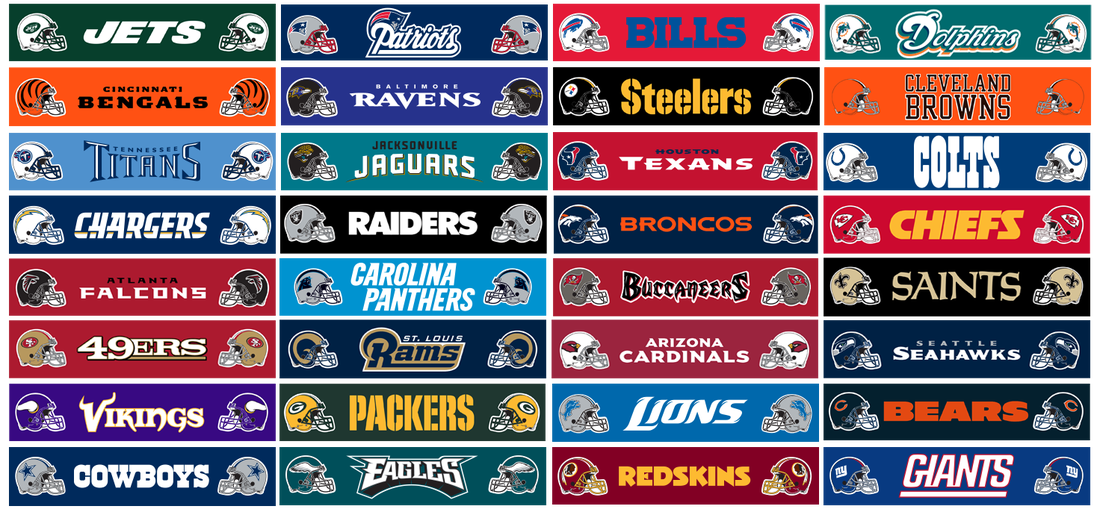 JETS
Patriots
BILLS
Dolphins
CINCINNATI
BENGALS
BALTIMORE
RAVENS
Steelers
CLEVELAND
BROWNS
TENNESSEE
TITANS
JACKSONVILLE
JAGUARS
HOUSTON
TEXANS
COLTS
CHARGERS
RAIDERS
BRONCOS
CHIEFS
ATLANTA
FALCONS
CAROLINA
PANTHERS
BUCCANEERS
SAINTS
49ERS
ST. LOUIS
Rams
ARIZONA
CARDINALS
SEATTLE
SEAHAWKS
VIKINGS
PACKERS
LIONS
BEARS
COWBOYS
EAGLES
REDSKINS
GIANTS